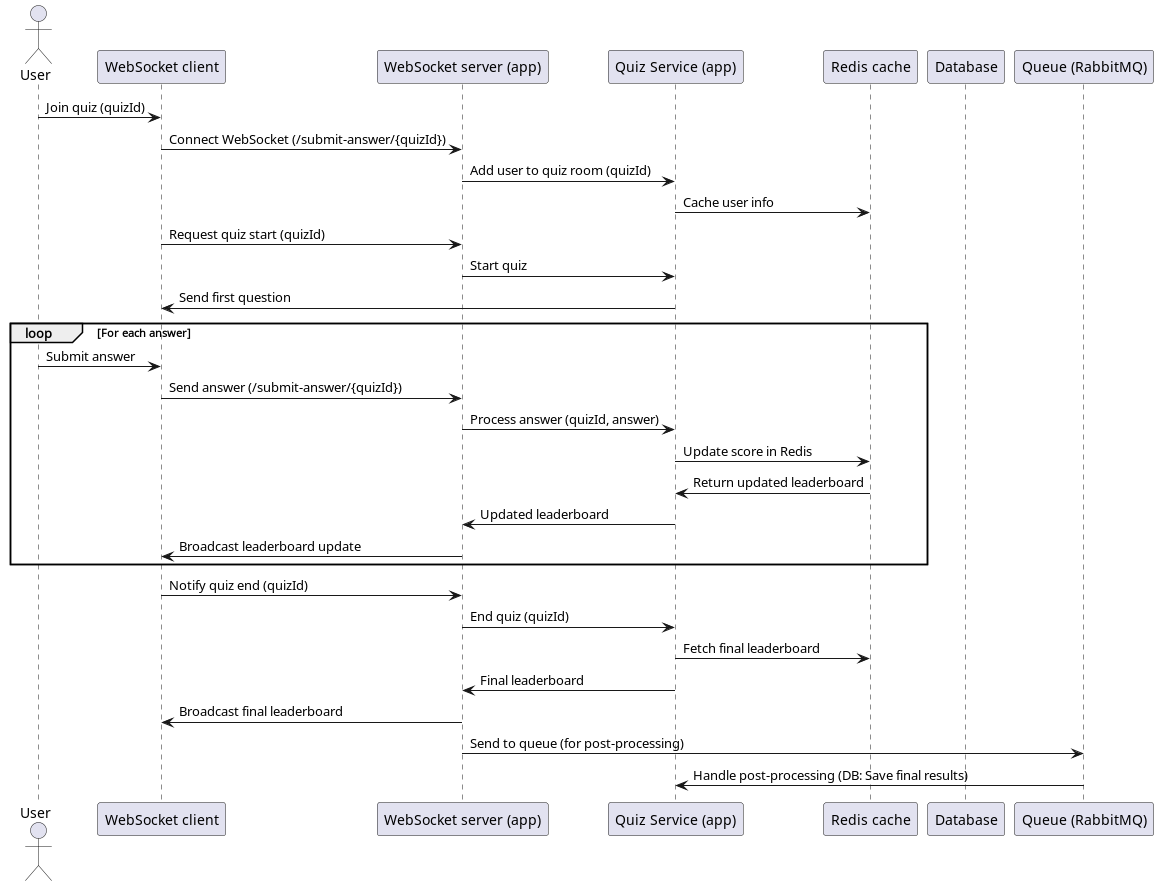 User
WebSocket client
WebSocket server (app)
Quiz Service (app)
Redis cache
Database
Queue (RabbitMQ)
Join quiz (quizId)
Connect WebSocket (/submit-answer/{quizId})
Add user to quiz room (quizId)
Cache user info
Request quiz start (quizId)
Start quiz
Send first question
loop
[For each answer]
Submit answer
Send answer (/submit-answer/{quizId})
Process answer (quizId, answer)
Update score in Redis
Return updated leaderboard
Updated leaderboard
Broadcast leaderboard update
Notify quiz end (quizId)
End quiz (quizId)
Fetch final leaderboard
Final leaderboard
Broadcast final leaderboard
Send to queue (for post-processing)
Handle post-processing (DB: Save final results)
User
WebSocket client
WebSocket server (app)
Quiz Service (app)
Redis cache
Database
Queue (RabbitMQ)